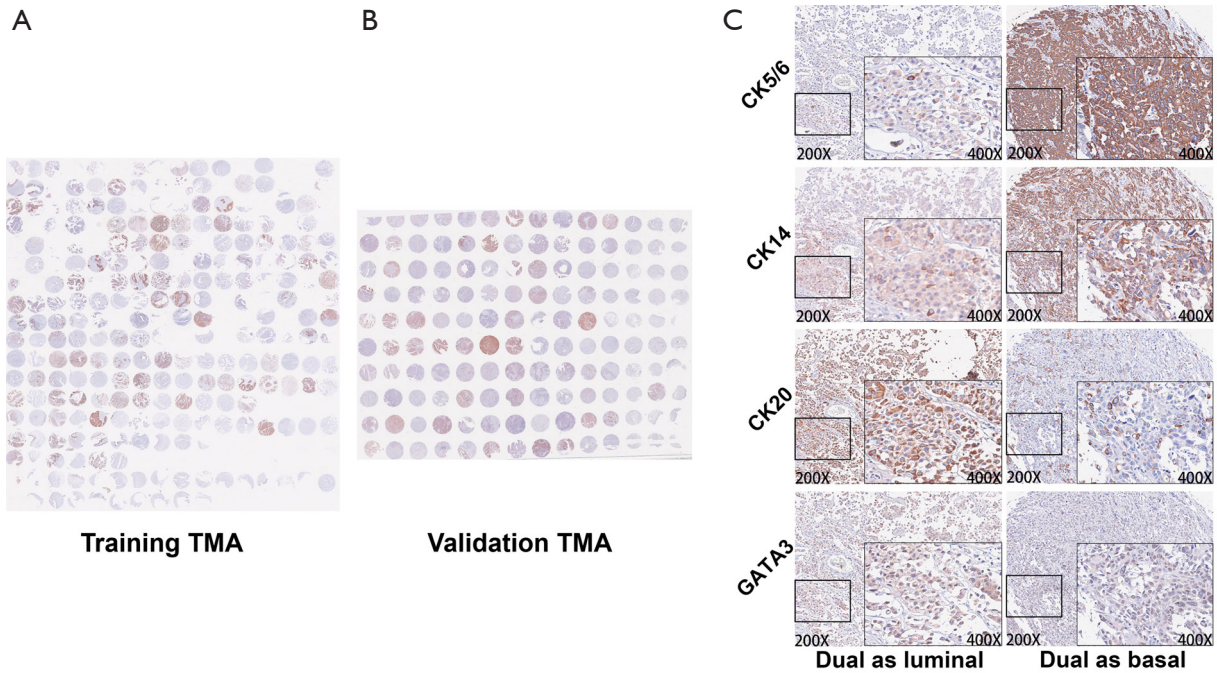 A
B
C
Training TMA
Validation TMA
CK5/6
200X
400X
200X
400X
CK14
200X
400X
200X
400X
CK20
200X
400X
200X
400X
GATA3
200X
400X
200X
400X
Dual as luminal
Dual as basal